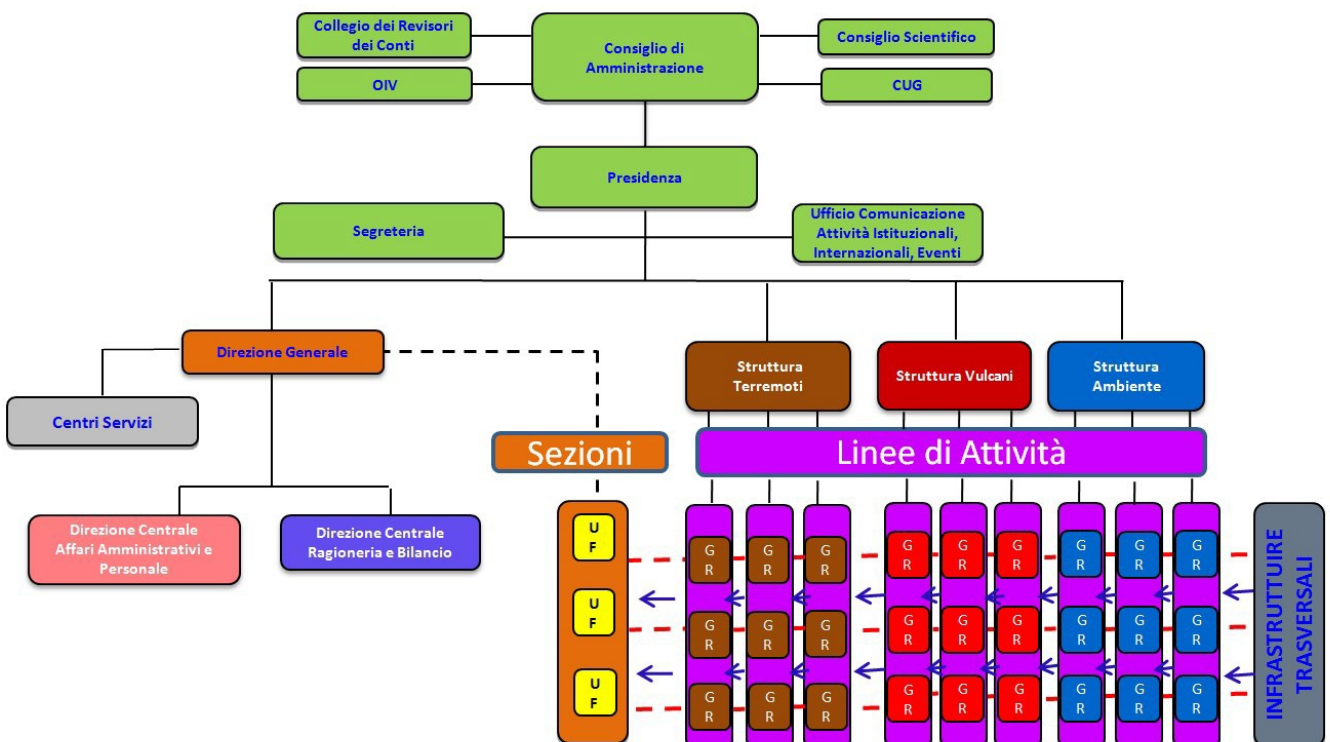 Collegio dei Revisori
dei Conti
Consiglio di
Amministrazione
Consiglio Scientifico
OIV
CUG
Presidenza
Segreteria
Ufficio Comunicazione
Attività Istituzionali,
Internazionali, Eventi
Direzione Generale
Struttura
Terremoti
Struttura Vulcani
Struttura
Ambiente
Centri Servizi
Sezioni
Linee di Attività
Direzione Centrale
Affari Amministrativi e
Personale
Direzione Centrale
Ragioneria e Bilancio
U
F
G
R
G
R
G
R
G
R
G
R
G
R
G
R
G
R
G
R
U
F
G
R
G
R
G
R
G
R
G
R
G
R
G
R
G
R
G
R
U
F
G
R
G
R
G
R
G
R
G
R
G
R
G
R
G
R
G
R
INFRASTRUTTURE
TRASVERSALI